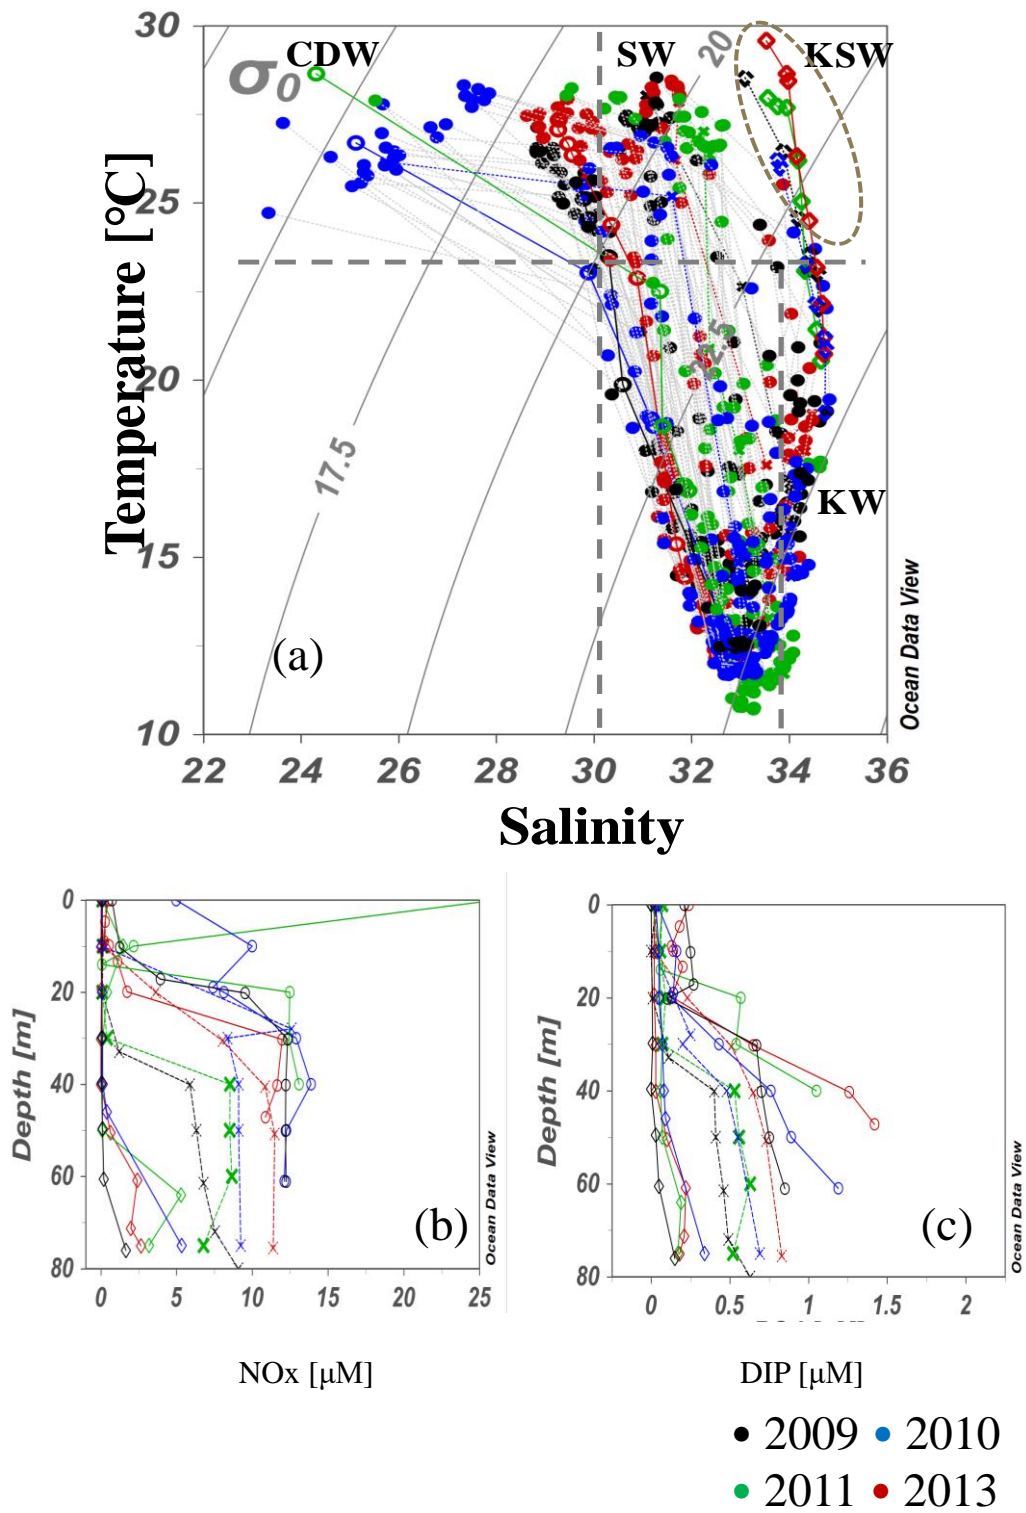 30
25
20
15
10
Temperature [°C]
CDW
SW
KSW
KW
σ0
17.5
20
22.5
(a)
Ocean Data View
22 24 26 28 30 32 34 36
Salinity
0
20
40
60
80
Depth [m]
(b)
Ocean Data View
0 5 10 15 20 25
NOx [μM]
0
20
40
60
80
Depth [m]
(c)
Ocean Data View
0 0.5 1 1.5 2
DIP [μM]
2009 2010
2011 2013